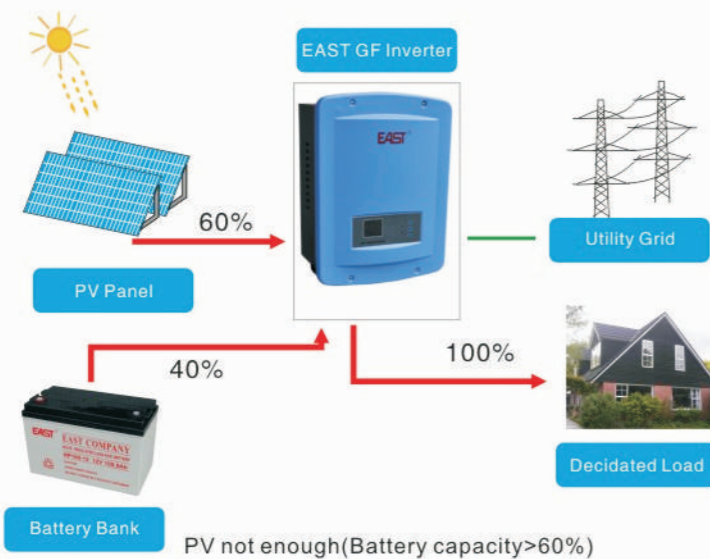 EAST GF Inverter
EAST
60%
Utility Grid
PV Panel
100%
40%
EAST
EAST COMPANY
Decidated Load
Battery Bank
PV not enough(Battery capacity>60%)